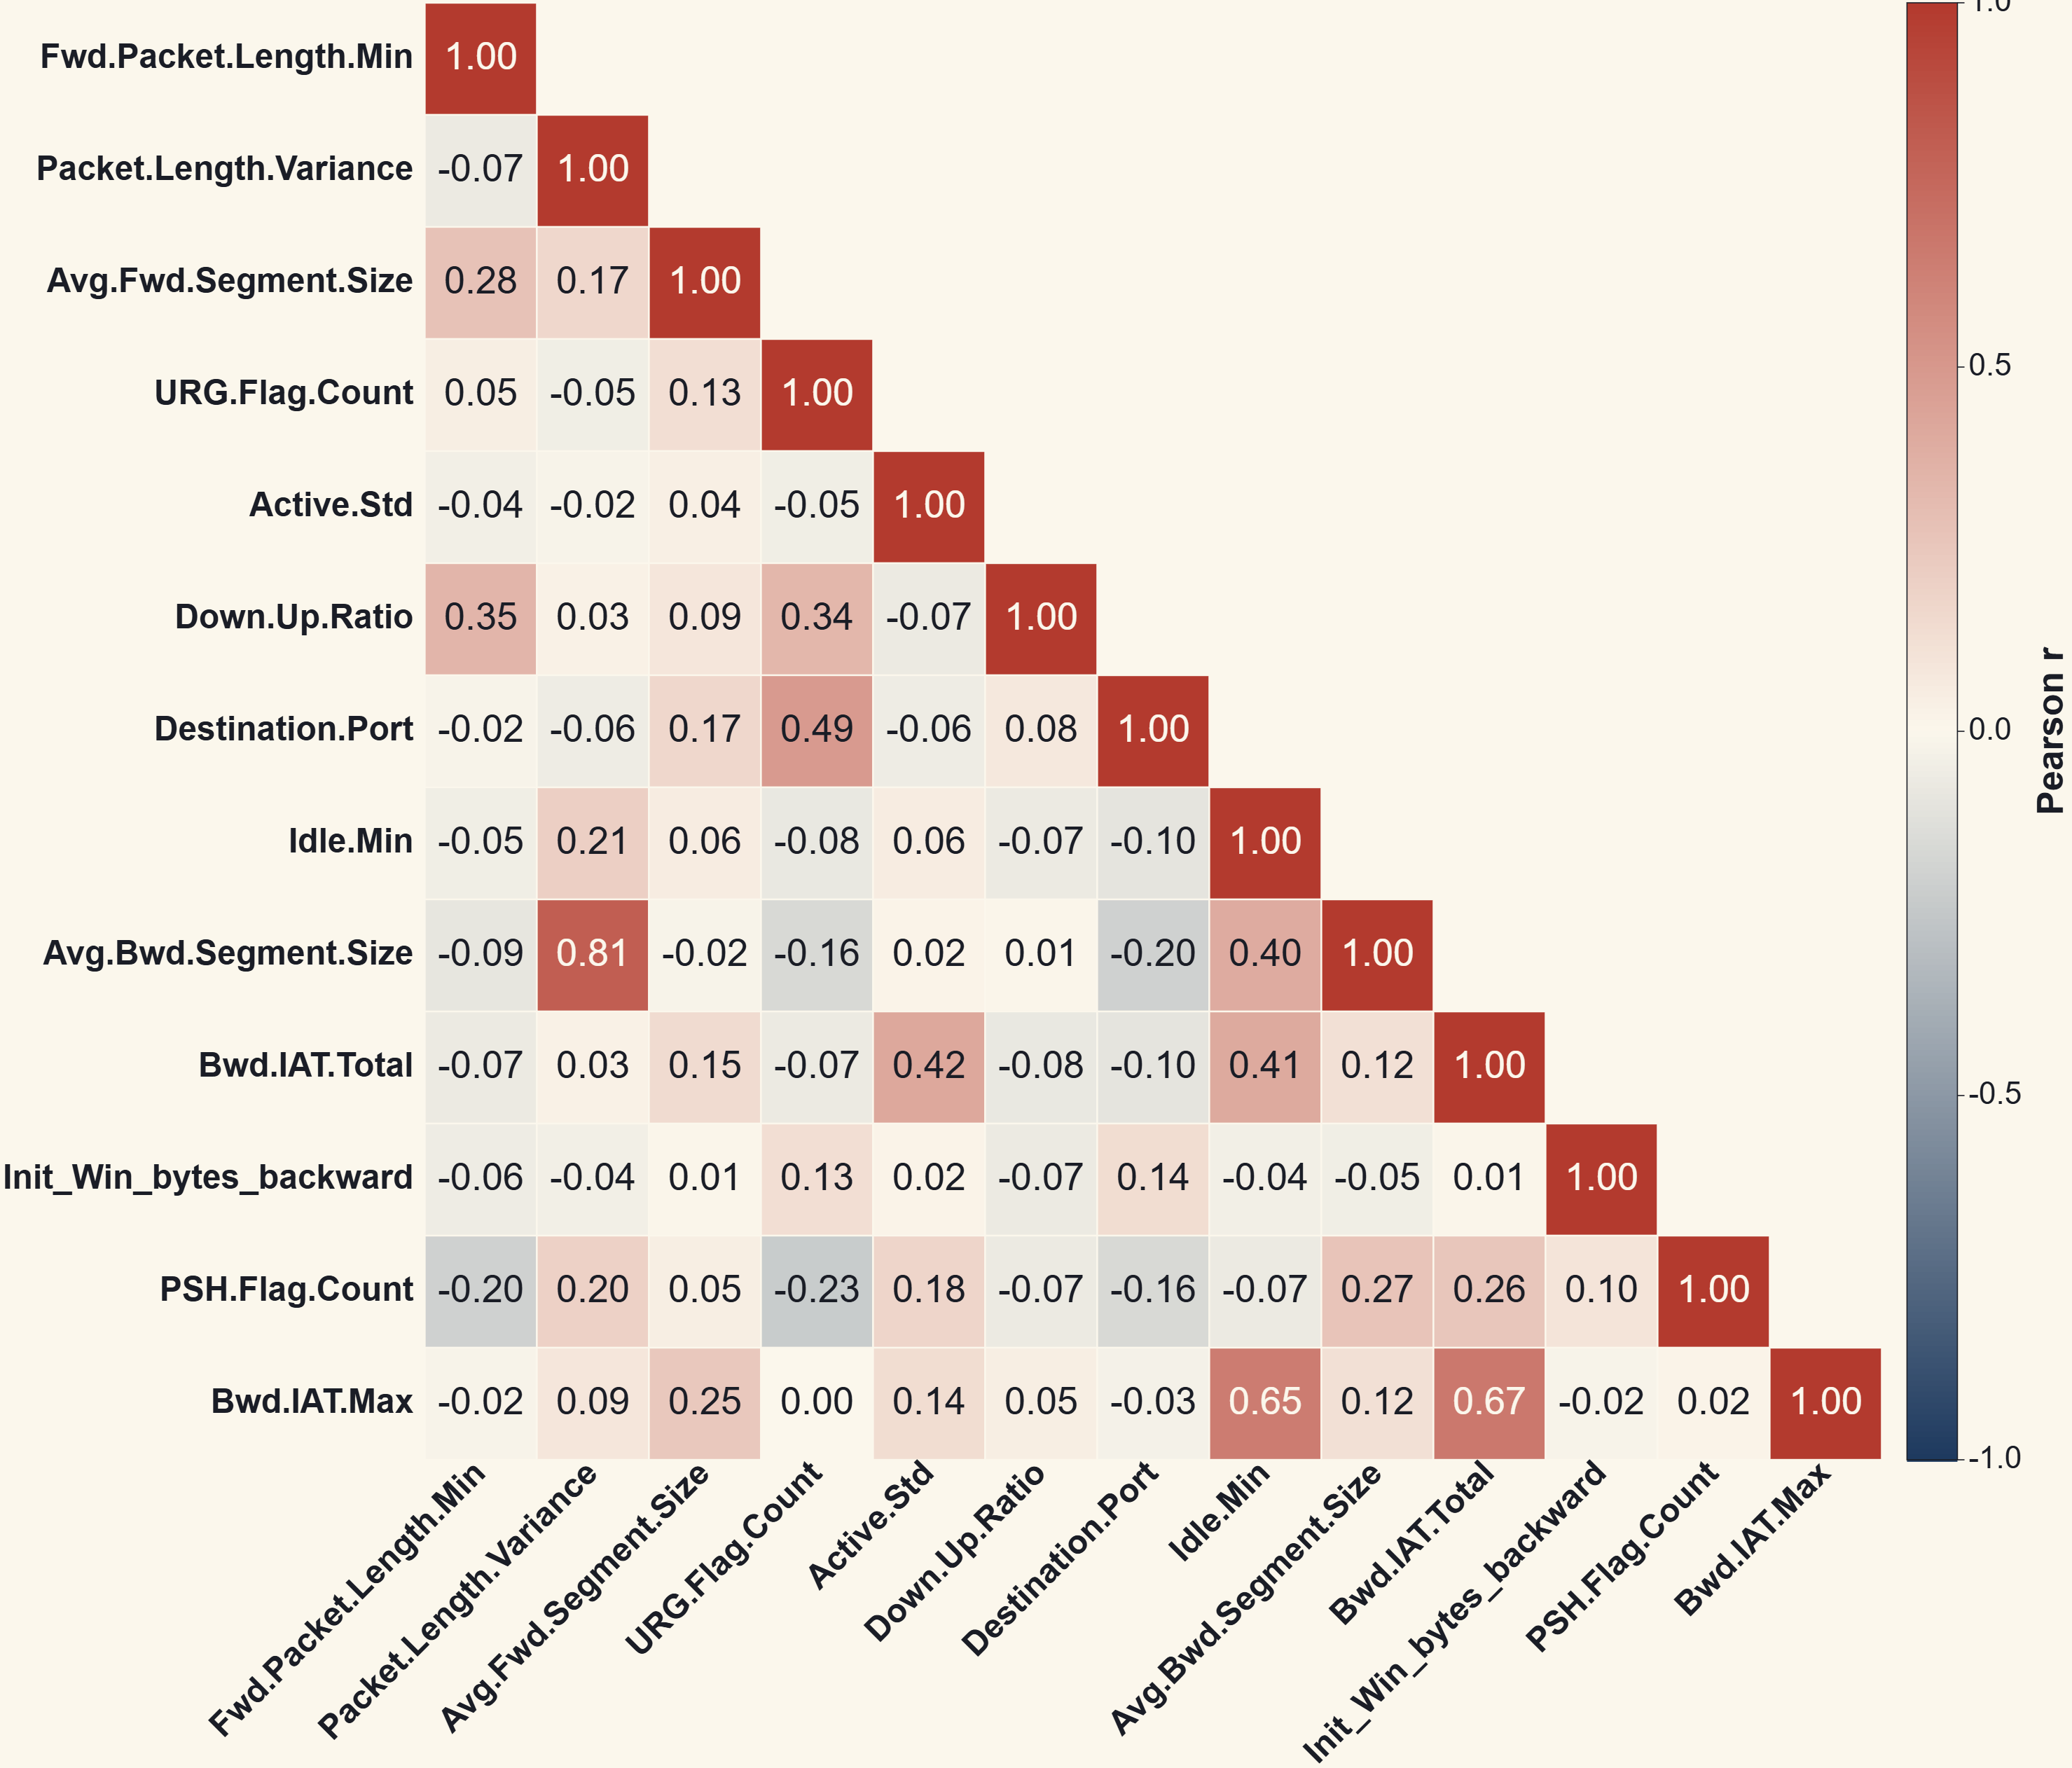 Fwd.Packet.Length.Min 1.00
Packet.Length.Variance -0.07 1.00
Avg.Fwd.Segment.Size 0.28 0.17 1.00
URG.Flag.Count 0.05 -0.05 0.13 1.00
Active.Std -0.04 -0.02 0.04 -0.05 1.00
Down.Up.Ratio 0.35 0.03 0.09 0.34 -0.07 1.00
Destination.Port -0.02 -0.06 0.17 0.49 -0.06 0.08 1.00
Idle.Min -0.05 0.21 0.06 -0.08 0.06 -0.07 -0.10 1.00
Avg.Bwd.Segment.Size -0.09 0.81 -0.02 -0.16 0.02 0.01 -0.20 0.40 1.00
Bwd.IAT.Total -0.07 0.03 0.15 -0.07 0.42 -0.08 -0.10 0.41 0.12 1.00
Init_Win_bytes_backward -0.06 -0.04 0.01 0.13 0.02 -0.07 0.14 -0.04 -0.05 0.01 1.00
PSH.Flag.Count -0.20 0.20 0.05 -0.23 0.18 -0.07 -0.16 -0.07 0.27 0.26 0.10 1.00
Bwd.IAT.Max -0.02 0.09 0.25 0.00 0.14 0.05 -0.03 0.65 0.12 0.67 -0.02 0.02 1.00
Fwd.Packet.Length.Min
Packet.Length.Variance
Avg.Fwd.Segment.Size
URG.Flag.Count
Active.Std
Down.Up.Ratio
Destination.Port
Idle.Min
Avg.Bwd.Segment.Size
Bwd.IAT.Total
Init_Win_bytes_backward
PSH.Flag.Count
Bwd.IAT.Max
1.0
0.5
0.0
-0.5
-1.0
Pearson r